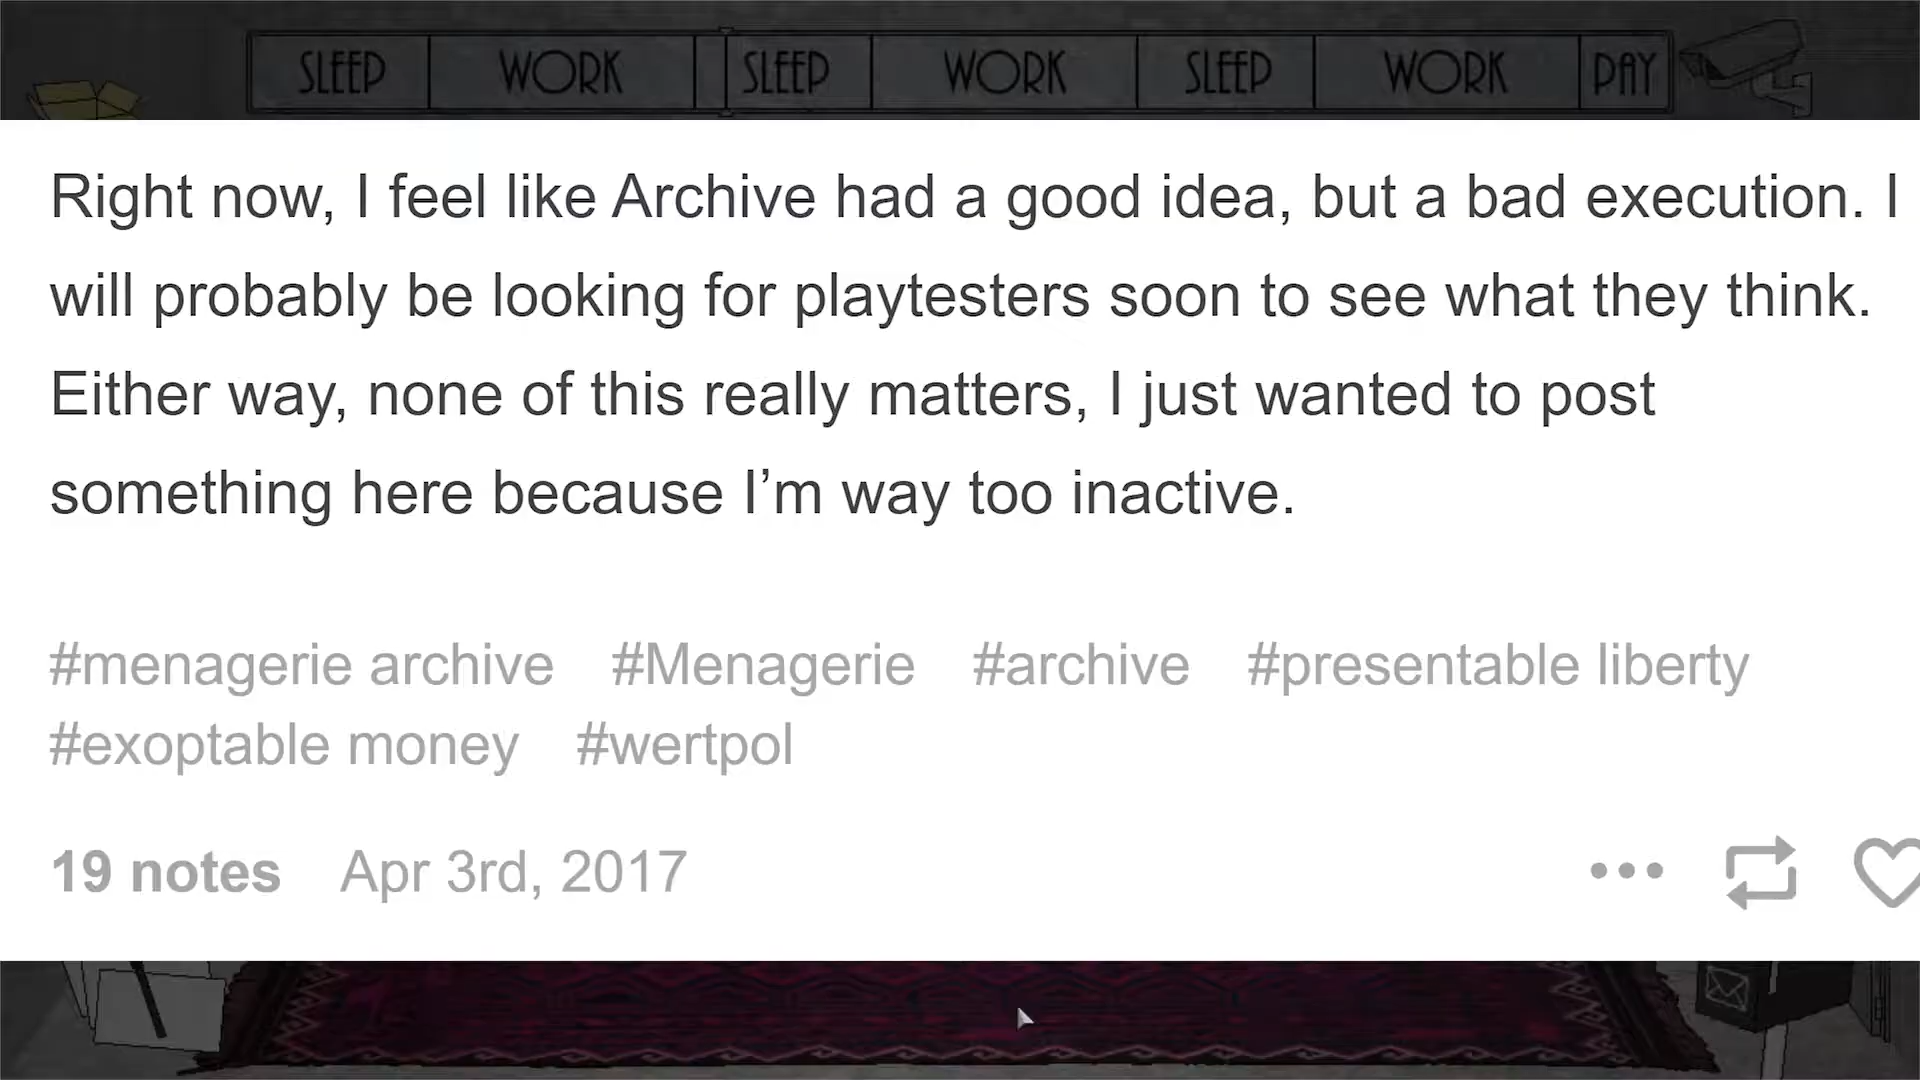 SLEEP WORK SLEEP WORK SLEEP WORK PAY
Right now, I feel like Archive had a good idea, but a bad execution. I
will probably be looking for playtesters soon to see what they think.
Either way, none of this really matters, I just wanted to post
something here because I’m way too inactive.
#menagerie archive #Menagerie #archive #presentable liberty
#exoptable money #wertpol
19 notes Apr 3rd, 2017